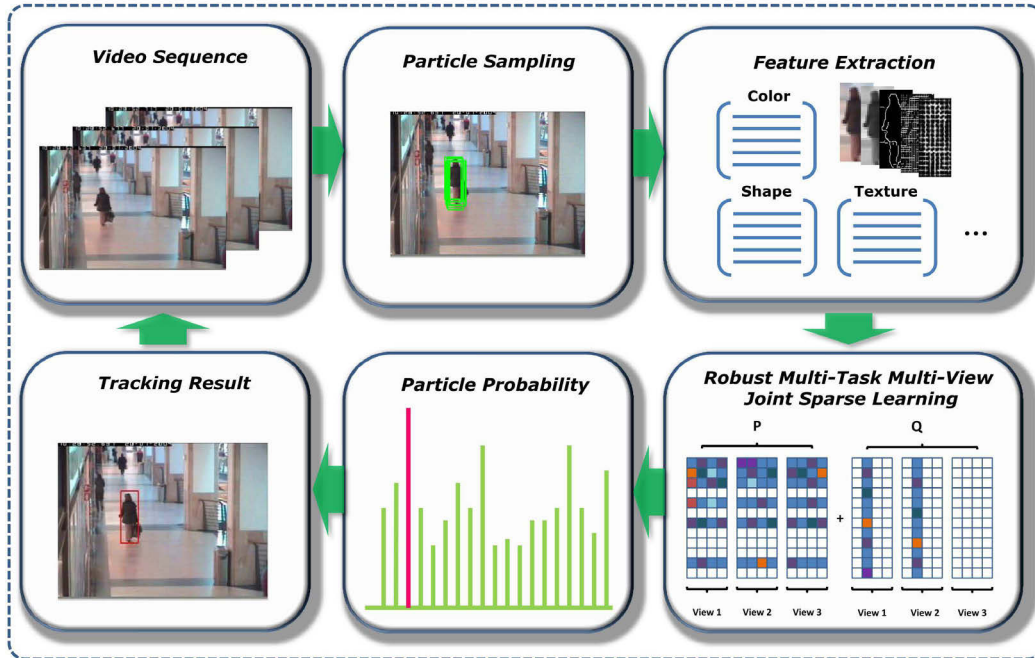 Video Sequence
Particle Sampling
Feature Extraction
Color
Shape
Texture
...
Tracking Result
Particle Probability
Robust Multi-Task Multi-View
Joint Sparse Learning
P
Q
+
View 1
View 2
View 3
View 1
View 2
View 3